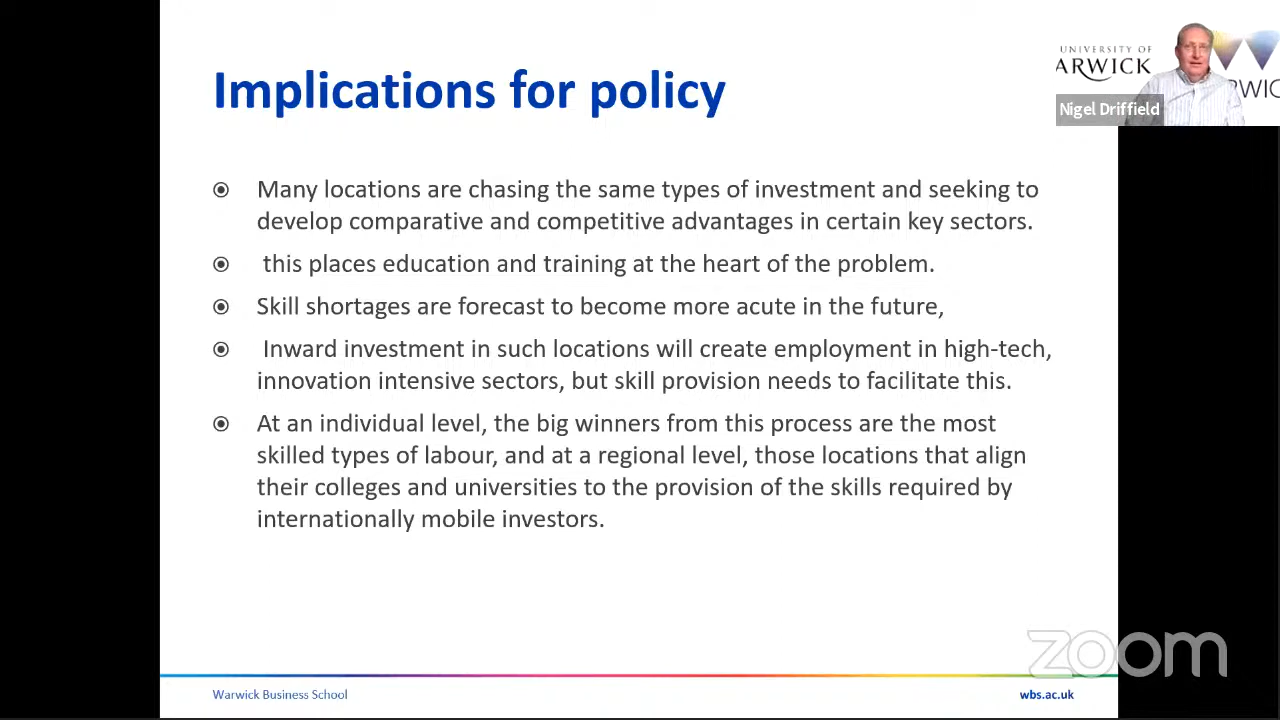 Implications for policy
UNIVERSITY OF
ARWICK
Nigel Driffield
Many locations are chasing the same types of investment and seeking to
develop comparative and competitive advantages in certain key sectors.
this places education and training at the heart of the problem.
Skill shortages are forecast to become more acute in the future,
Inward investment in such locations will create employment in high-tech,
innovation intensive sectors, but skill provision needs to facilitate this.
At an individual level, the big winners from this process are the most
skilled types of labour, and at a regional level, those locations that align
their colleges and universities to the provision of the skills required by
internationally mobile investors.
zoom
Warwick Business School
wbs.ac.uk